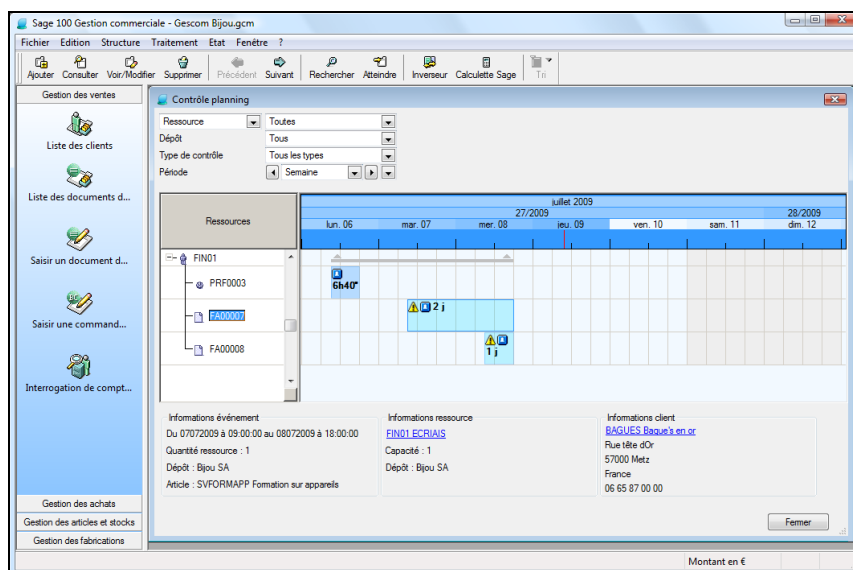 Sage 100 Gestion commerciale - Gescom Bijou.gcm
Fichier Edition Structure Traitement Etat Fenêtre ?
Ajouter Consulter Voir/Modifier Supprimer Précédent Suivant Rechercher Atteindre Inverseur Calculette Sage Tri
Gestion des ventes
Liste des clients
Liste des documents d...
Saisir un document d...
Saisir une command...
Interrogation de compt...
Gestion des achats
Gestion des articles et stocks
Gestion des fabrications
Contrôle planning
Ressource Toutes
Dépôt Tous
Type de contrôle Tous les types
Période Semaine
Ressources
juillet 2009
27/2009 28/2009
lun. 06 mar. 07 mer. 08 jeu. 09 ven. 10 sam. 11 dim. 12
FIN01
PRF0003 6h40"
FA00007 2 j
FA00008 1 j
Informations événement
Du 07072009 à 09:00:00 au 08072009 à 18:00:00
Quantité ressource : 1
Dépôt : Bijou SA
Article : SVFORMAPP Formation sur appareils
Informations ressource
FIN01 ECRIAIS
Capacité : 1
Dépôt : Bijou SA
Informations client
BAGUES Bague's en or
Rue tête dOr
57000 Metz
France
06 65 87 00 00
Fermer
Montant en €